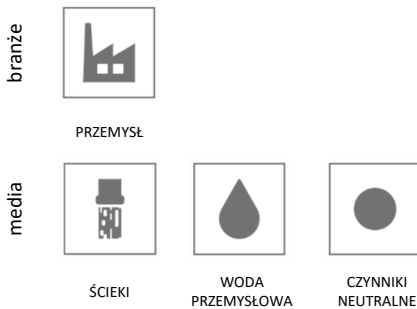 branże
PRZEMYSŁ
media
ŚCIEKI
WODA
PRZEMYSŁOWA
CZYNNIKI
NEUTRALNE